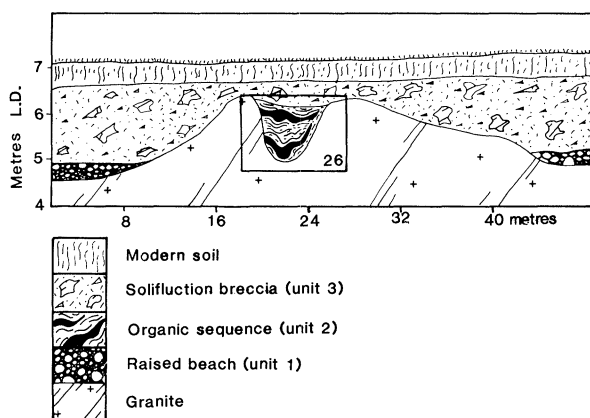 Metres L.D.
7
6
5
4
26
8 16 24 32 40 metres
Modern soil
Solifluction breccia (unit 3)
Organic sequence (unit 2)
Raised beach (unit 1)
Granite